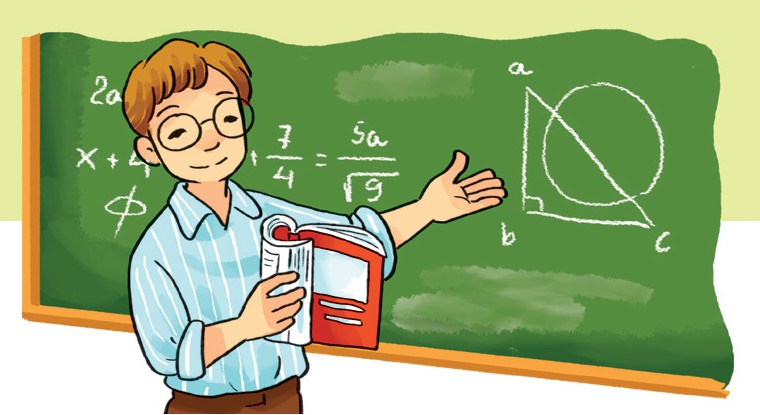 2a
x + 4 + 7/4 = 5a/√9
ϕ
a
b
c